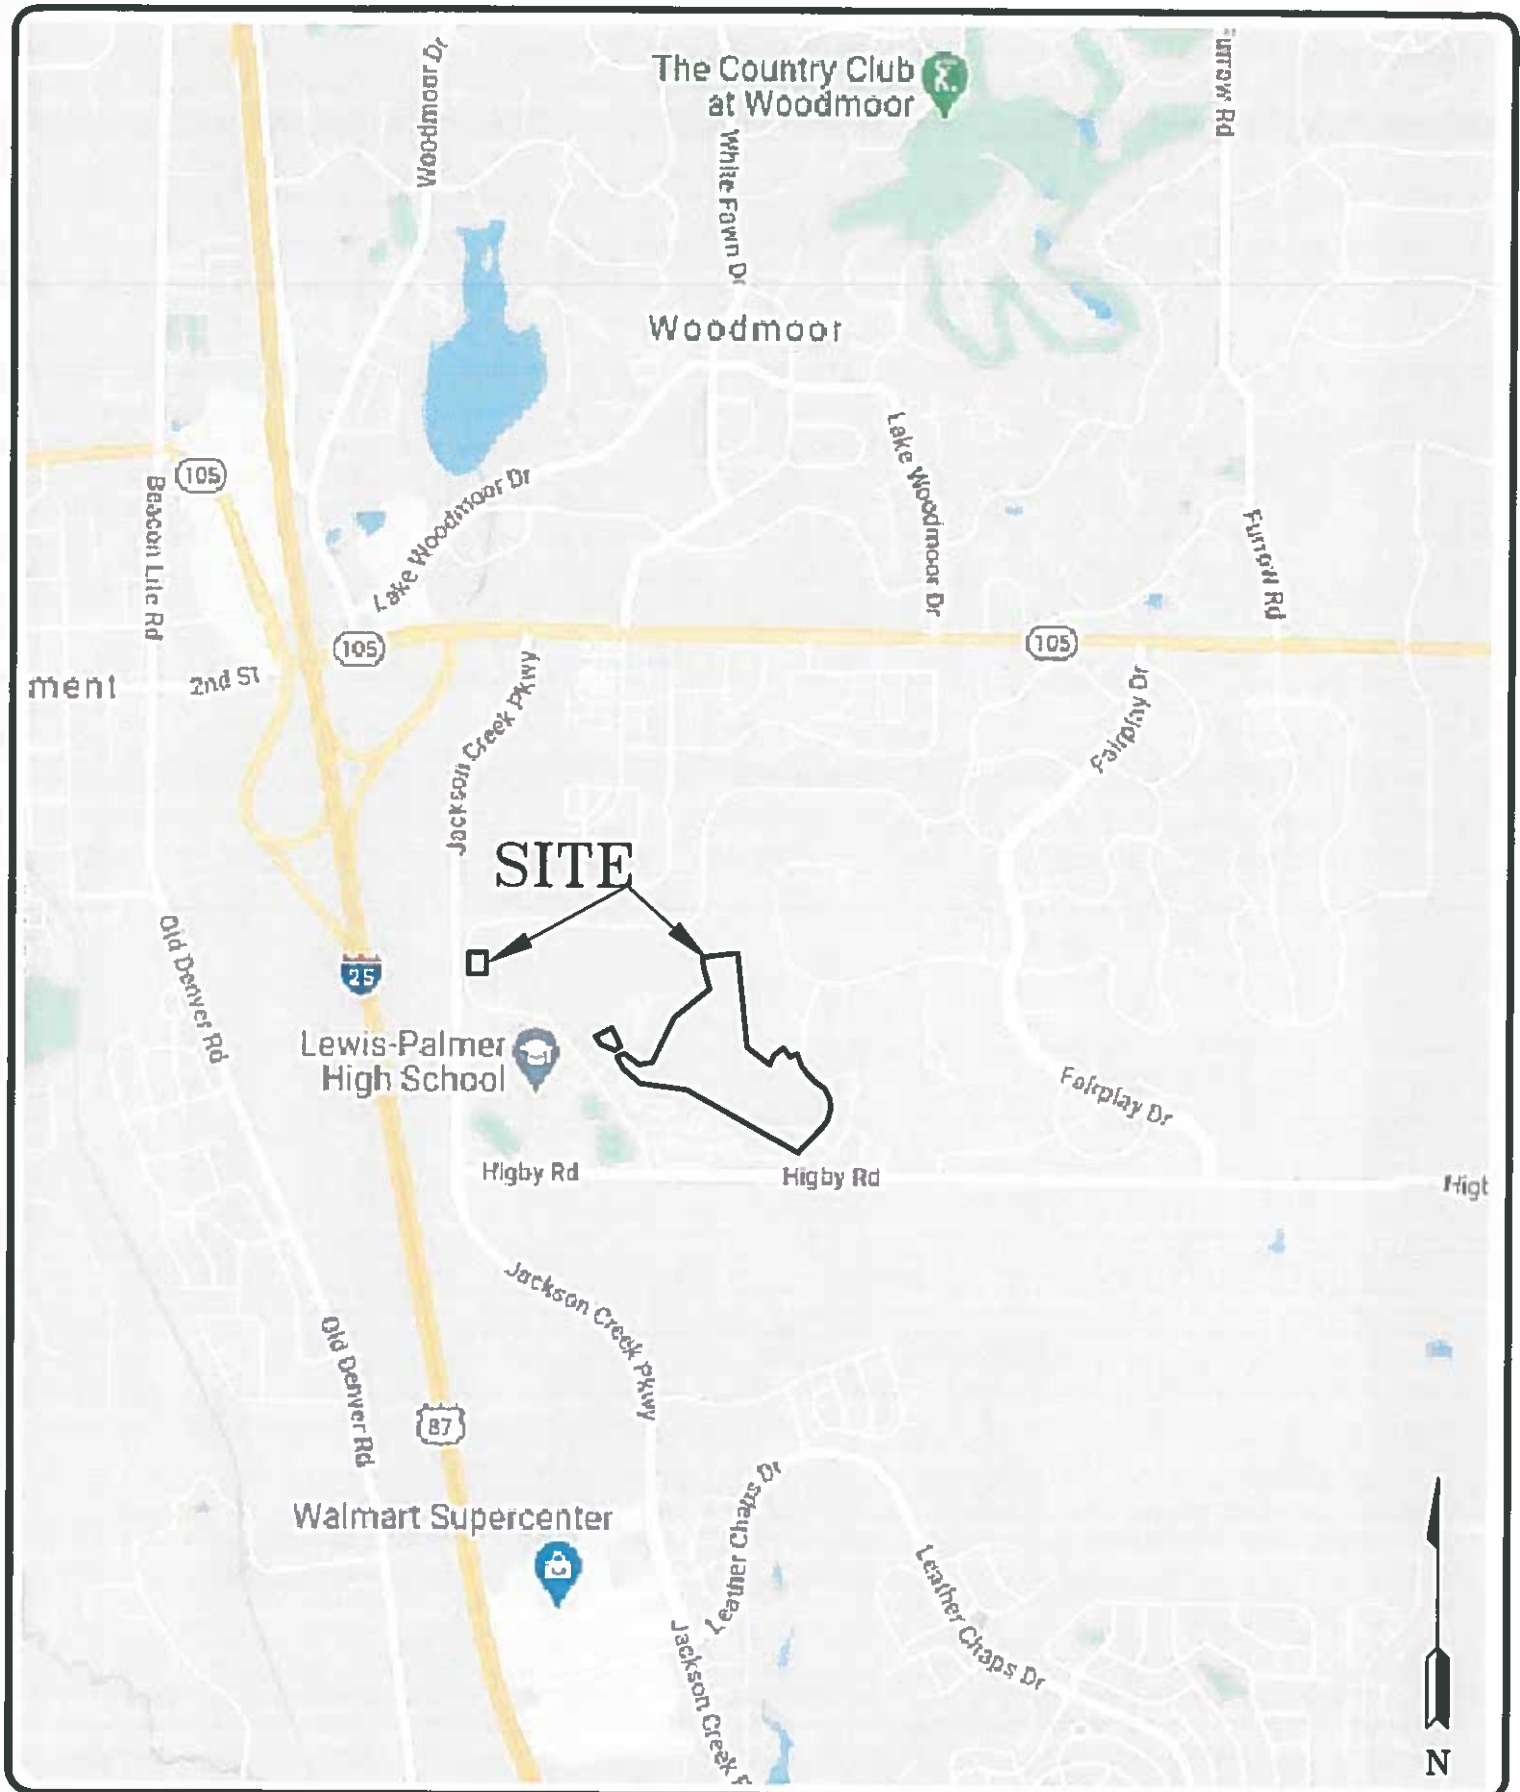 Woodmoor Dr
The Country Club
at Woodmoor
White Fawn Dr
Woodmoor
105
Beacon Lite Rd
Lake Woodmoor Dr
Lake Woodmoor Dr
Furrow Rd
105
105
ment
2nd St
Jackson Creek Pkwy
Fairplay Dr
SITE
Old Denver Rd
25
Lewis-Palmer
High School
Fairplay Dr
Higby Rd
Higby Rd
Higb
Jackson Creek Pkwy
Old Denver Rd
87
Walmart Supercenter
Leather Chaps Dr
Leather Chaps Dr
Jackson Creek P
N